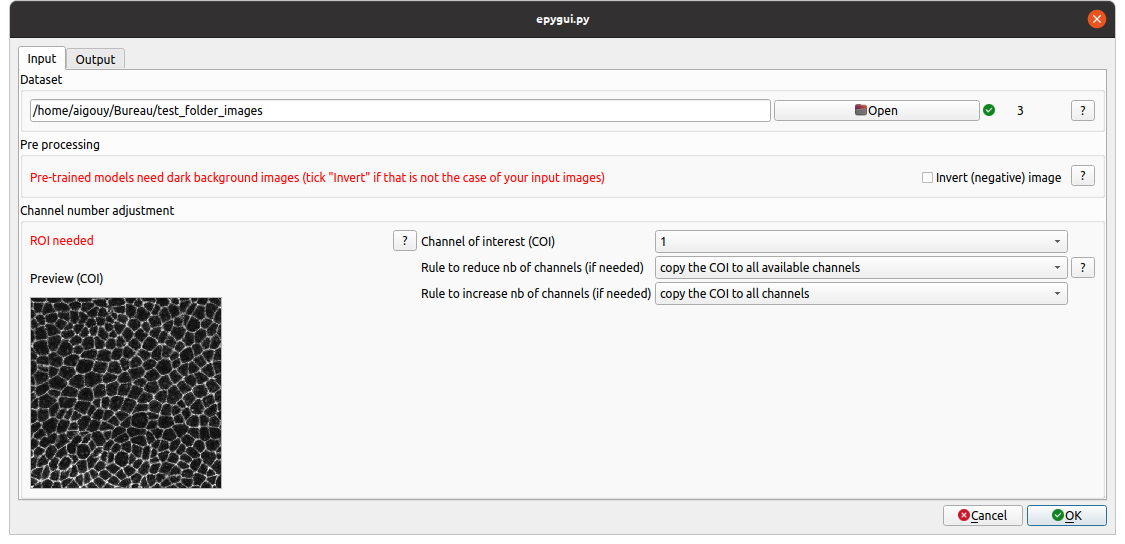 epygui.py
Input Output
Dataset
/home/aigouy/Bureau/test_folder_images Open 3 ?
Pre processing
Pre-trained models need dark background images (tick "Invert" if that is not the case of your input images) Invert (negative) image ?
Channel number adjustment
ROI needed ? Channel of interest (COI) 1
Rule to reduce nb of channels (if needed) copy the COI to all available channels ?
Preview (COI)
Rule to increase nb of channels (if needed) copy the COI to all channels
Cancel OK